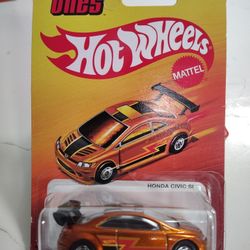 Ones
Hot Wheels
MATTEL
HONDA CIVIC SI